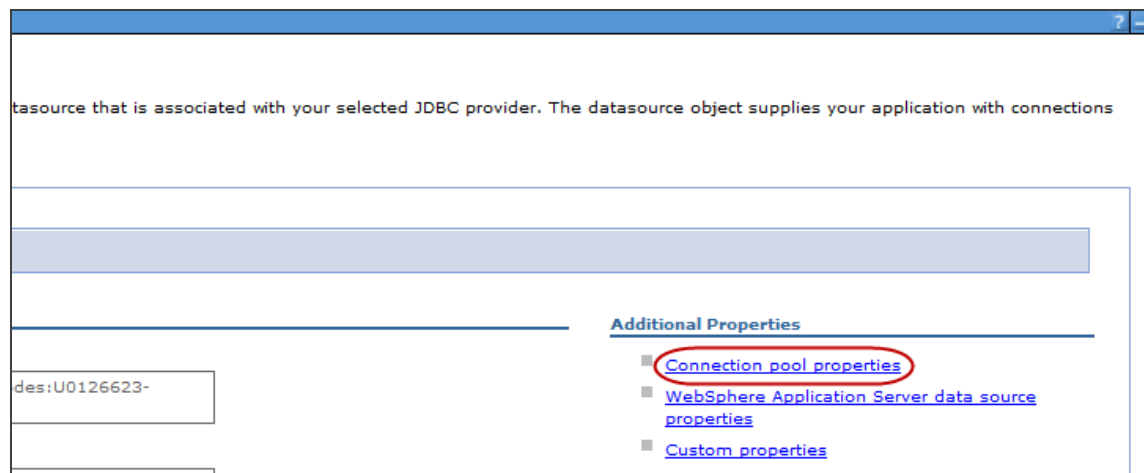 ?
tasource that is associated with your selected JDBC provider. The datasource object supplies your application with connections
Additional Properties
Connection pool properties
des:U0126623-
WebSphere Application Server data source
properties
Custom properties